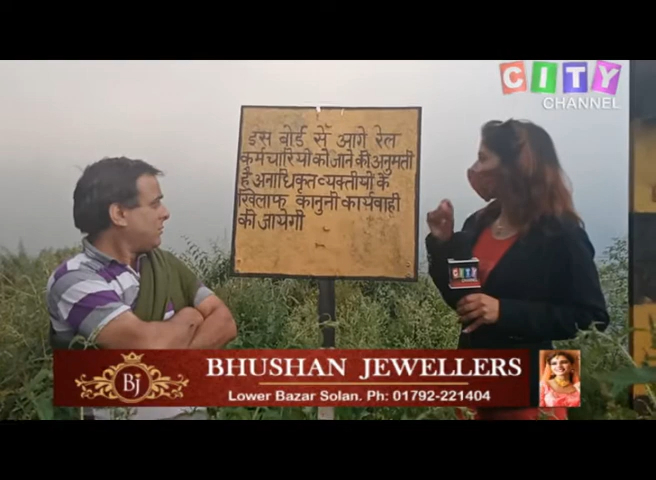 CITY
CHANNEL
इस बोर्ड सें आगे रेल
कर्मचारियों को जाने की अनुमती
है अनाधिकृत व्यक्तीयों के
खिलाफ कानुनी कार्यवाही
की जायेगी
CITY
BJ
BHUSHAN JEWELLERS
Lower Bazar Solan. Ph: 01792-221404